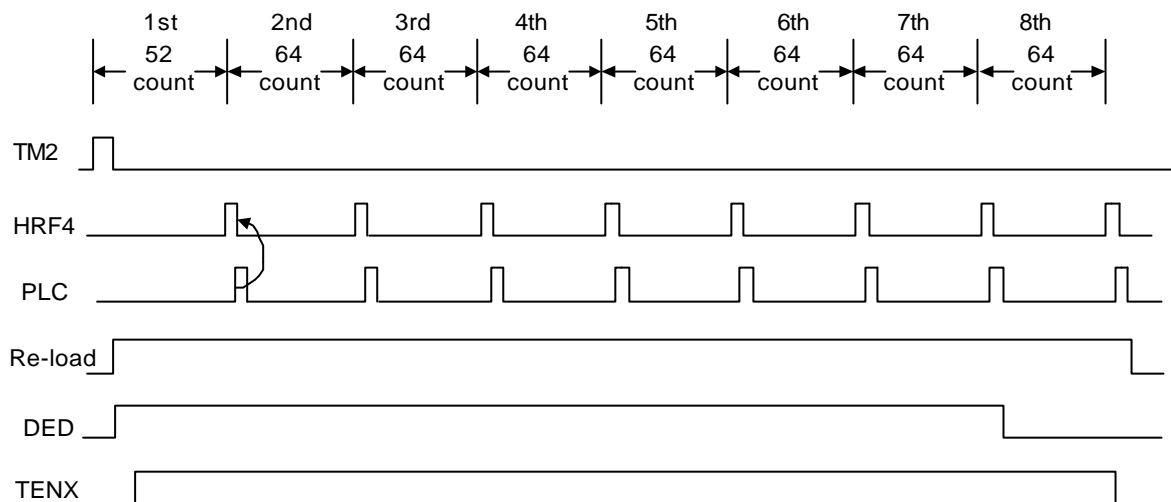 1st 2nd 3rd 4th 5th 6th 7th 8th
52 64 64 64 64 64 64 64
count count count count count count count count
TM2
HRF4
PLC
Re-load
DED
TENX